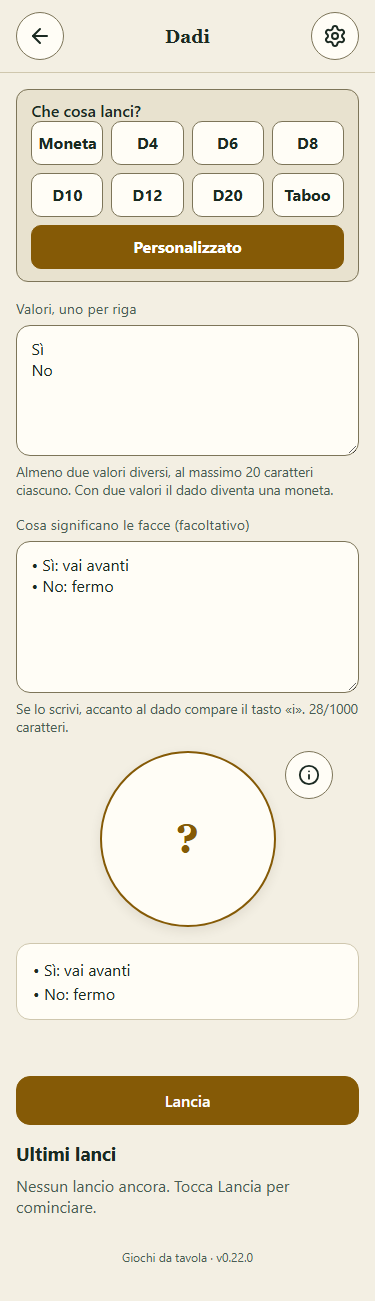 Dadi
Che cosa lanci?
Moneta D4 D6 D8
D10 D12 D20 Taboo
Personalizzato
Valori, uno per riga
Sì
No
Almeno due valori diversi, al massimo 20 caratteri
ciascuno. Con due valori il dado diventa una moneta.
Cosa significano le facce (facoltativo)
• Sì: vai avanti
• No: fermo
Se lo scrivi, accanto al dado compare il tasto «i». 28/1000
caratteri.
?
• Sì: vai avanti
• No: fermo
Lancia
Ultimi lanci
Nessun lancio ancora. Tocca Lancia per
cominciare.
Giochi da tavola · v0.22.0